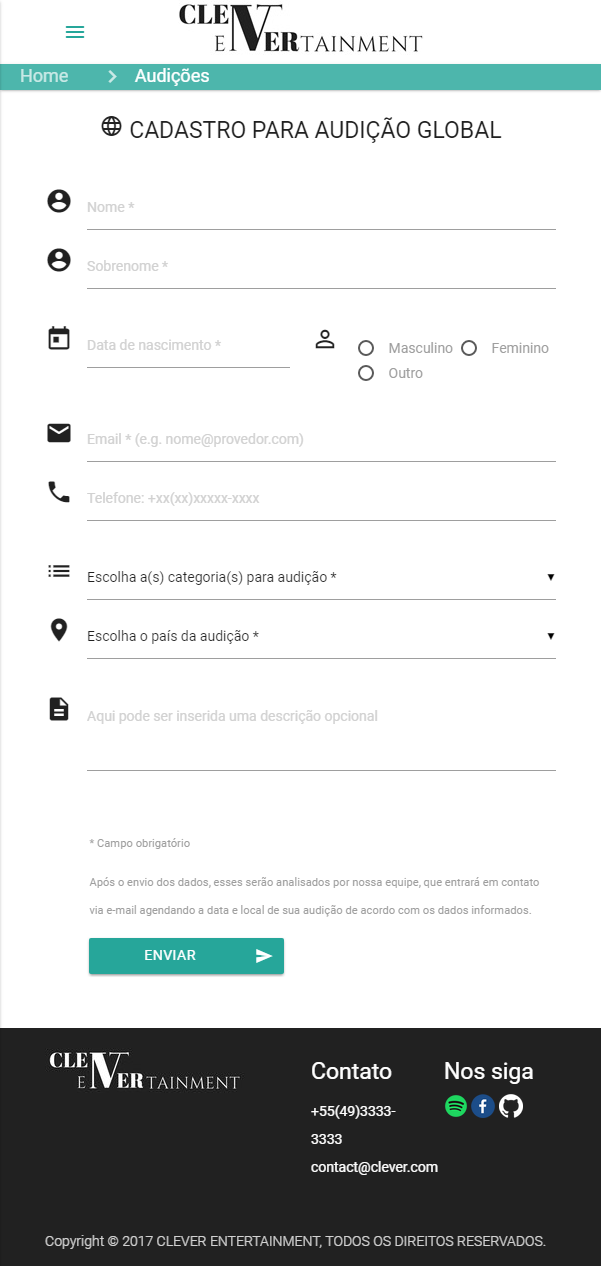 CLE VER
ENTERTAINMENT
Home
Audições
CADASTRO PARA AUDIÇÃO GLOBAL
Nome *
Sobrenome *
Data de nascimento *
Masculino
Feminino
Outro
Email * (e.g. nome@provedor.com)
Telefone: +xx(xx)xxxxx-xxxx
Escolha a(s) categoria(s) para audição *
Escolha o país da audição *
Aqui pode ser inserida uma descrição opcional
* Campo obrigatório
Após o envio dos dados, esses serão analisados por nossa equipe, que entrará em contato
via e-mail agendando a data e local de sua audição de acordo com os dados informados.
ENVIAR
CLE VER
ENTERTAINMENT
Contato
+55(49)3333-
3333
contact@clever.com
Nos siga
Copyright © 2017 CLEVER ENTERTAINMENT, TODOS OS DIREITOS RESERVADOS.